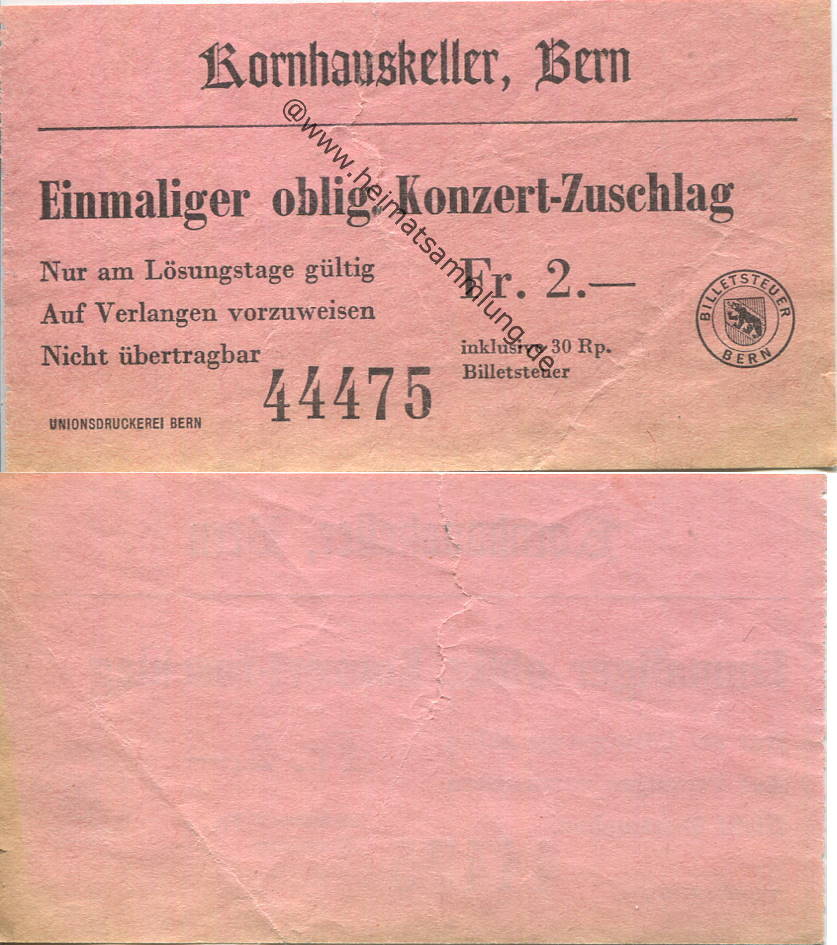 Kornhauskeller, Bern
@www.heimatsammlung.de
Einmaliger oblig. Konzert-Zuschlag
Nur am Lösungstage gültig
Auf Verlangen vorzuweisen
Nicht übertragbar
Fr. 2.—
inklusive 30 Rp.
Billetsteuer
BILLETSTEUER
BERN
44475
UNIONSDRUCKEREI BERN